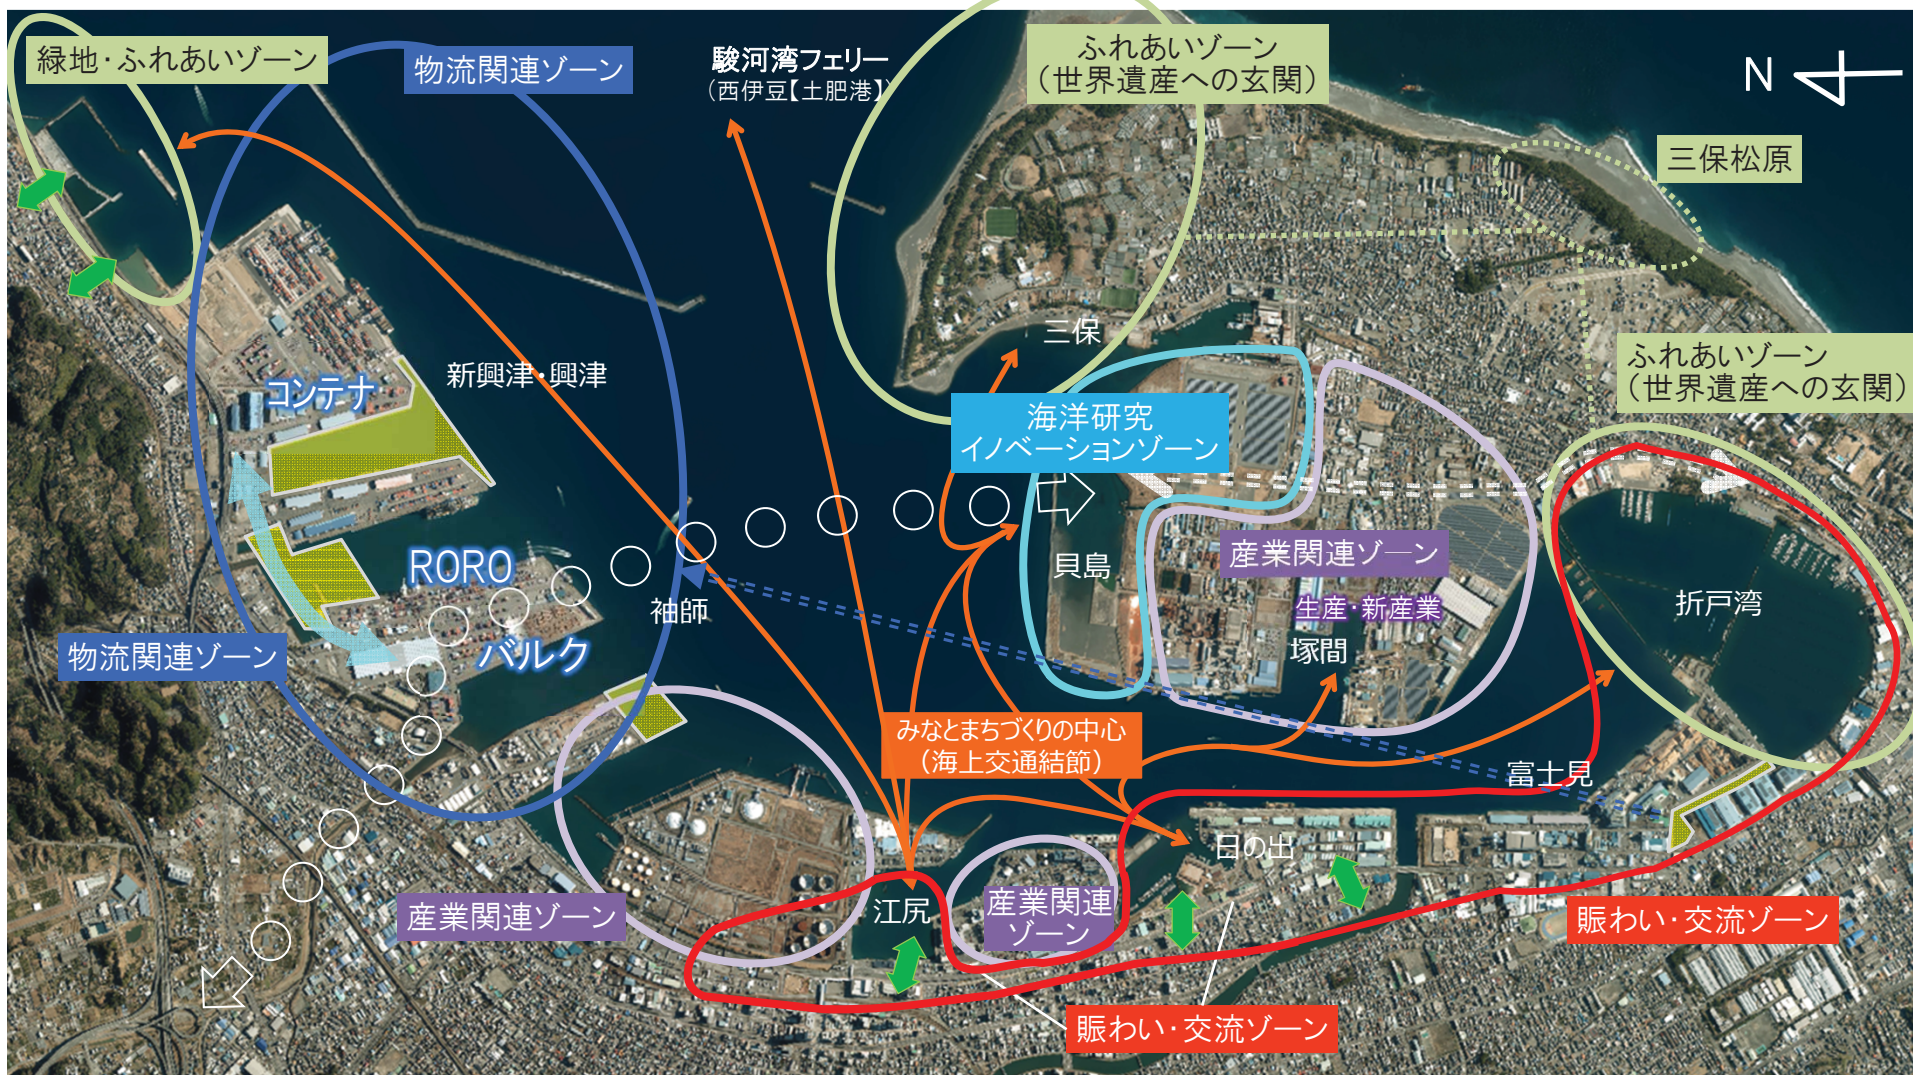 緑地・ふれあいゾーン
物流関連ゾーン
駿河湾フェリー
（西伊豆【土肥港】）
ふれあいゾーン
（世界遺産への玄関）
N
三保松原
三保
ふれあいゾーン
（世界遺産への玄関）
コンテナ
新興津・興津
海洋研究
イノベーションゾーン
RORO
貝島
産業関連ゾーン
生産・新産業
折戸湾
袖師
バルク
物流関連ゾーン
塚間
みなとまちづくりの中心
（海上交通結節）
富士見
日の出
産業関連ゾーン
江尻
産業関連
ゾーン
賑わい・交流ゾーン
賑わい・交流ゾーン